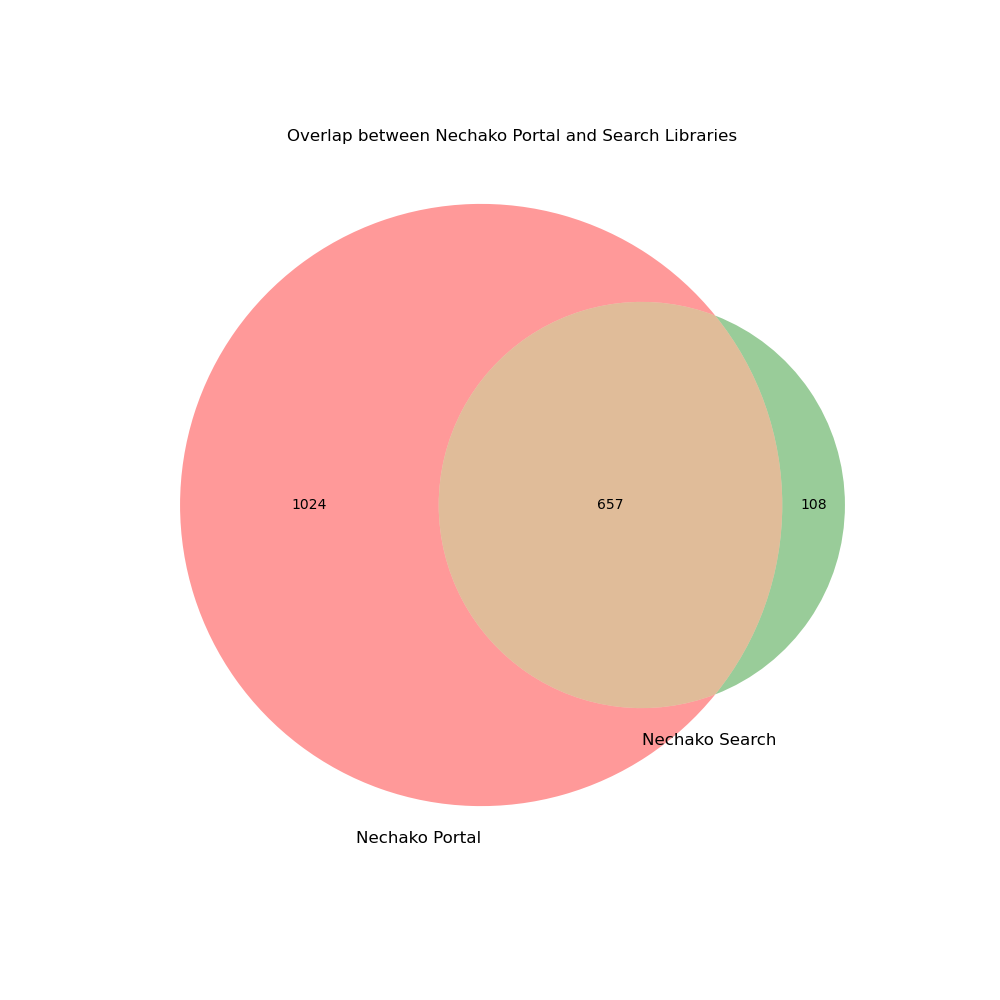 Overlap between Nechako Portal and Search Libraries
1024
657
108
Nechako Search
Nechako Portal